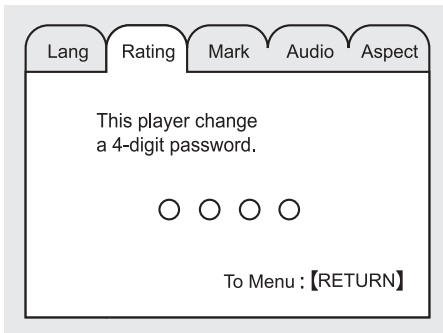 Lang Rating Mark Audio Aspect
This player change
a 4-digit password.
To Menu :【RETURN】